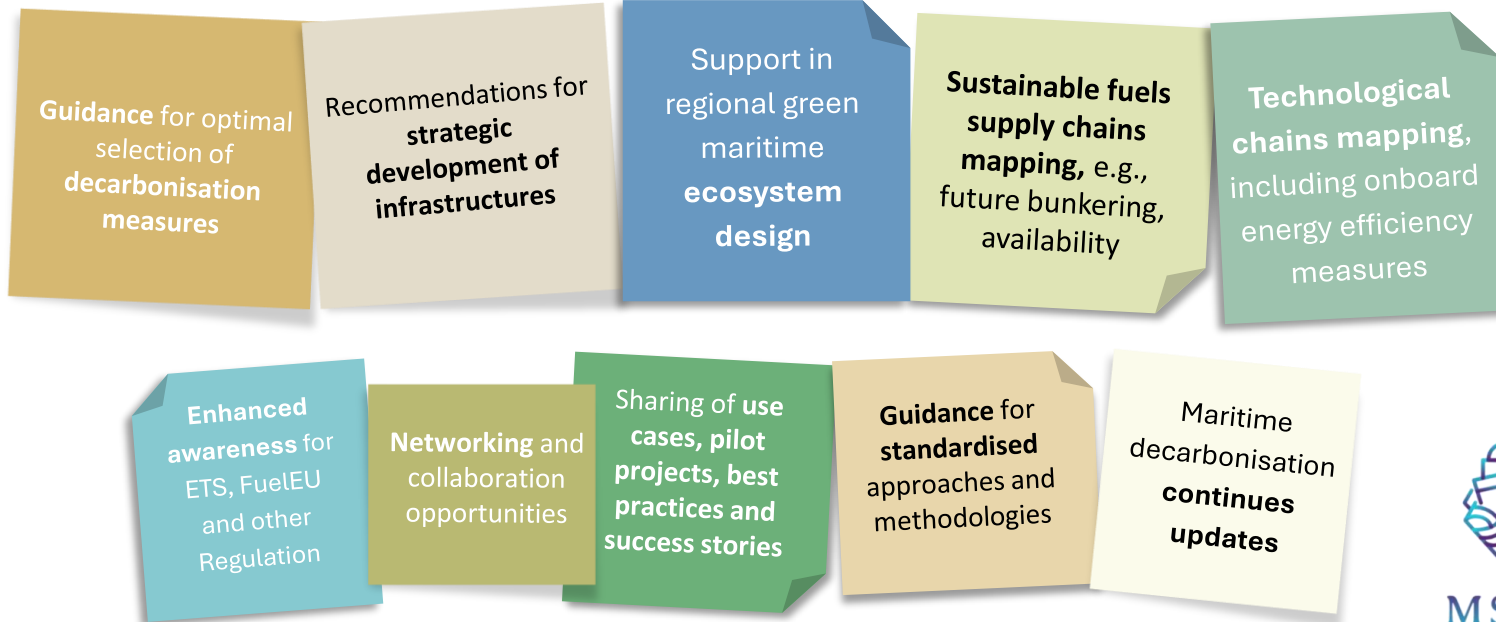 Guidance for optimal
selection of
decarbonisation
measures
Recommendations for
strategic
development of
infrastructures
Support in
regional green
maritime
ecosystem
design
Sustainable fuels
supply chains
mapping, e.g.,
future bunkering,
availability
Technological
chains mapping,
including onboard
energy efficiency
measures
Enhanced
awareness for
ETS, FuelEU
and other
Regulation
Networking and
collaboration
opportunities
Sharing of use
cases, pilot
projects, best
practices and
success stories
Guidance for
standardised
approaches and
methodologies
Maritime
decarbonisation
continues
updates